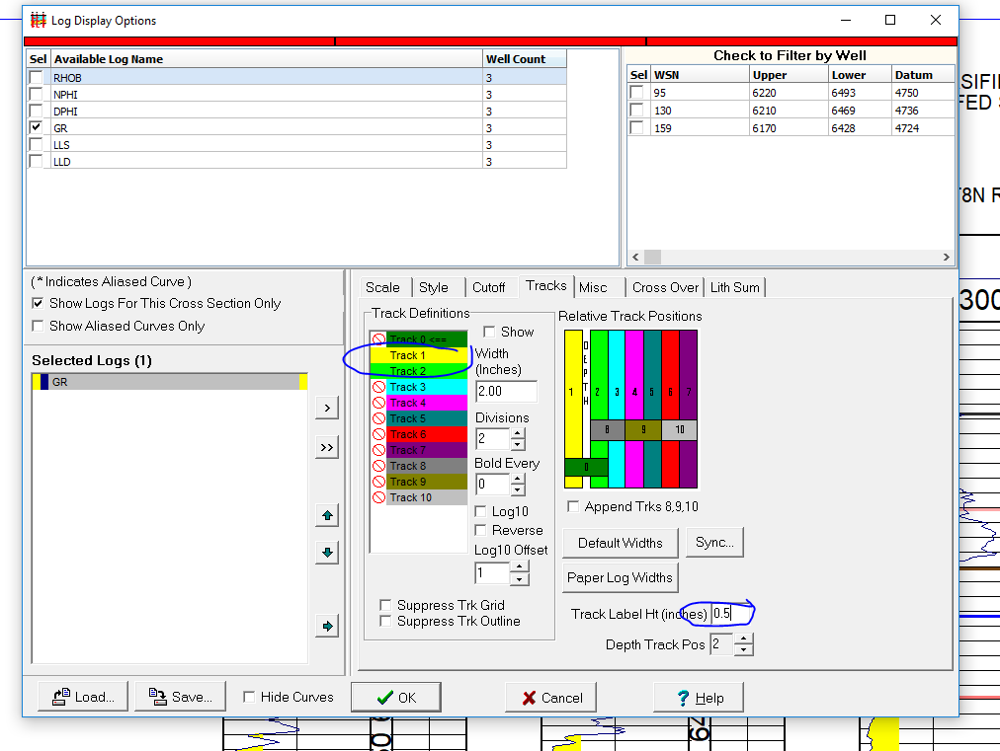 Log Display Options
Sel Available Log Name Well Count
RHOB 3
NPHI 3
DPHI 3
GR 3
LLS 3
LLD 3
Check to Filter by Well
Sel WSN Upper Lower Datum
95 6220 6493 4750
130 6210 6469 4736
159 6170 6428 4724
(* Indicates Aliased Curve )
Show Logs For This Cross Section Only
Show Aliased Curves Only
Selected Logs (1)
GR
>
>>
Scale Style Cutoff Tracks Misc Cross Over Lith Sum
Track Definitions
Track 0 <==
Track 1
Track 2
Track 3
Track 4
Track 5
Track 6
Track 7
Track 8
Track 9
Track 10
Show
Width
(Inches)
2.00
Divisions
2
Bold Every
0
Log10
Reverse
Log10 Offset
1
Suppress Trk Grid
Suppress Trk Outline
Relative Track Positions
DEPTH
1 2 3 4 5 6 7
8 9 10
0
Append Trks 8,9,10
Default Widths Sync...
Paper Log Widths
Track Label Ht (inches) 0.5
Depth Track Pos 2
Load... Save... Hide Curves OK Cancel ? Help
SIFI
FED
8N R
300